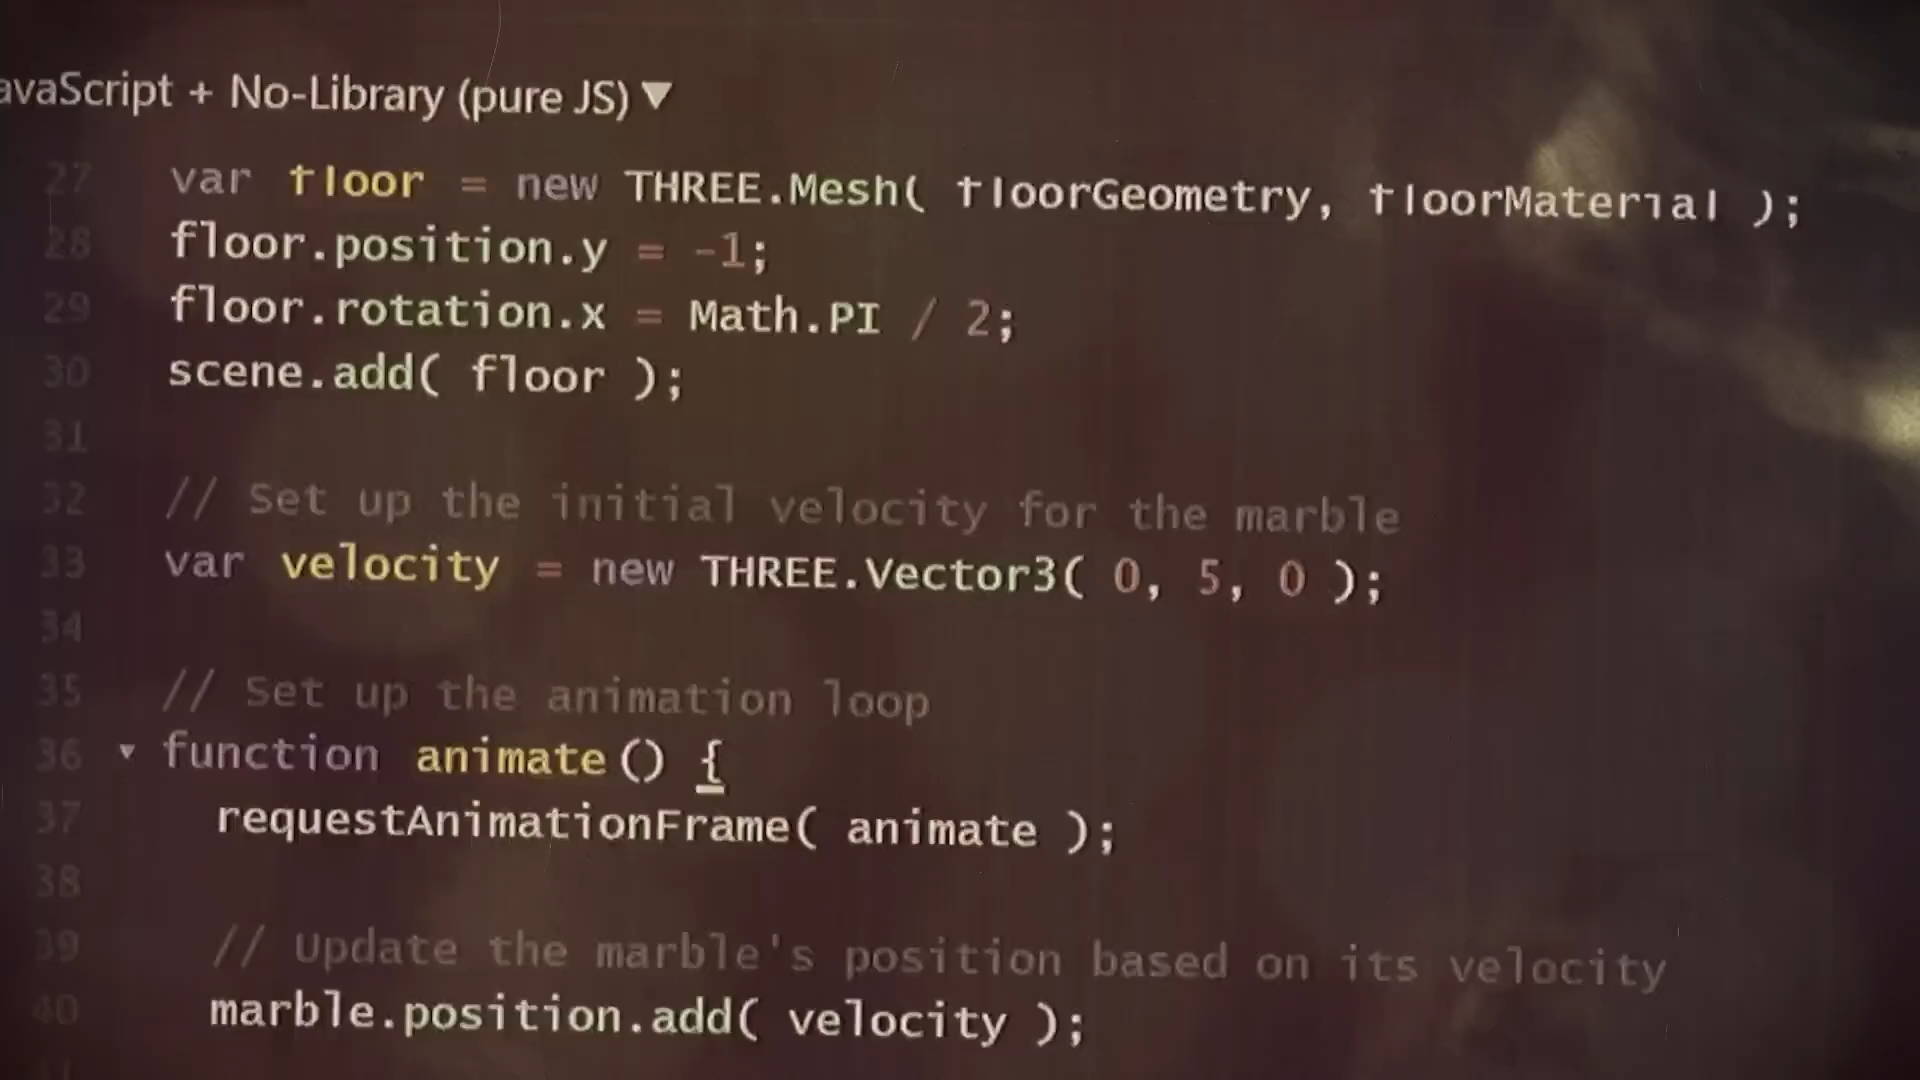 avaScript + No-Library (pure JS) ▼
27 var floor = new THREE.Mesh( floorGeometry, floorMaterial );
28 floor.position.y = -1;
29 floor.rotation.x = Math.PI / 2;
30 scene.add( floor );
31
32 // Set up the initial velocity for the marble
33 var velocity = new THREE.Vector3( 0, 5, 0 );
34
35 // Set up the animation loop
36 ▾ function animate() {
37 requestAnimationFrame( animate );
38
39 // Update the marble's position based on its velocity
40 marble.position.add( velocity );